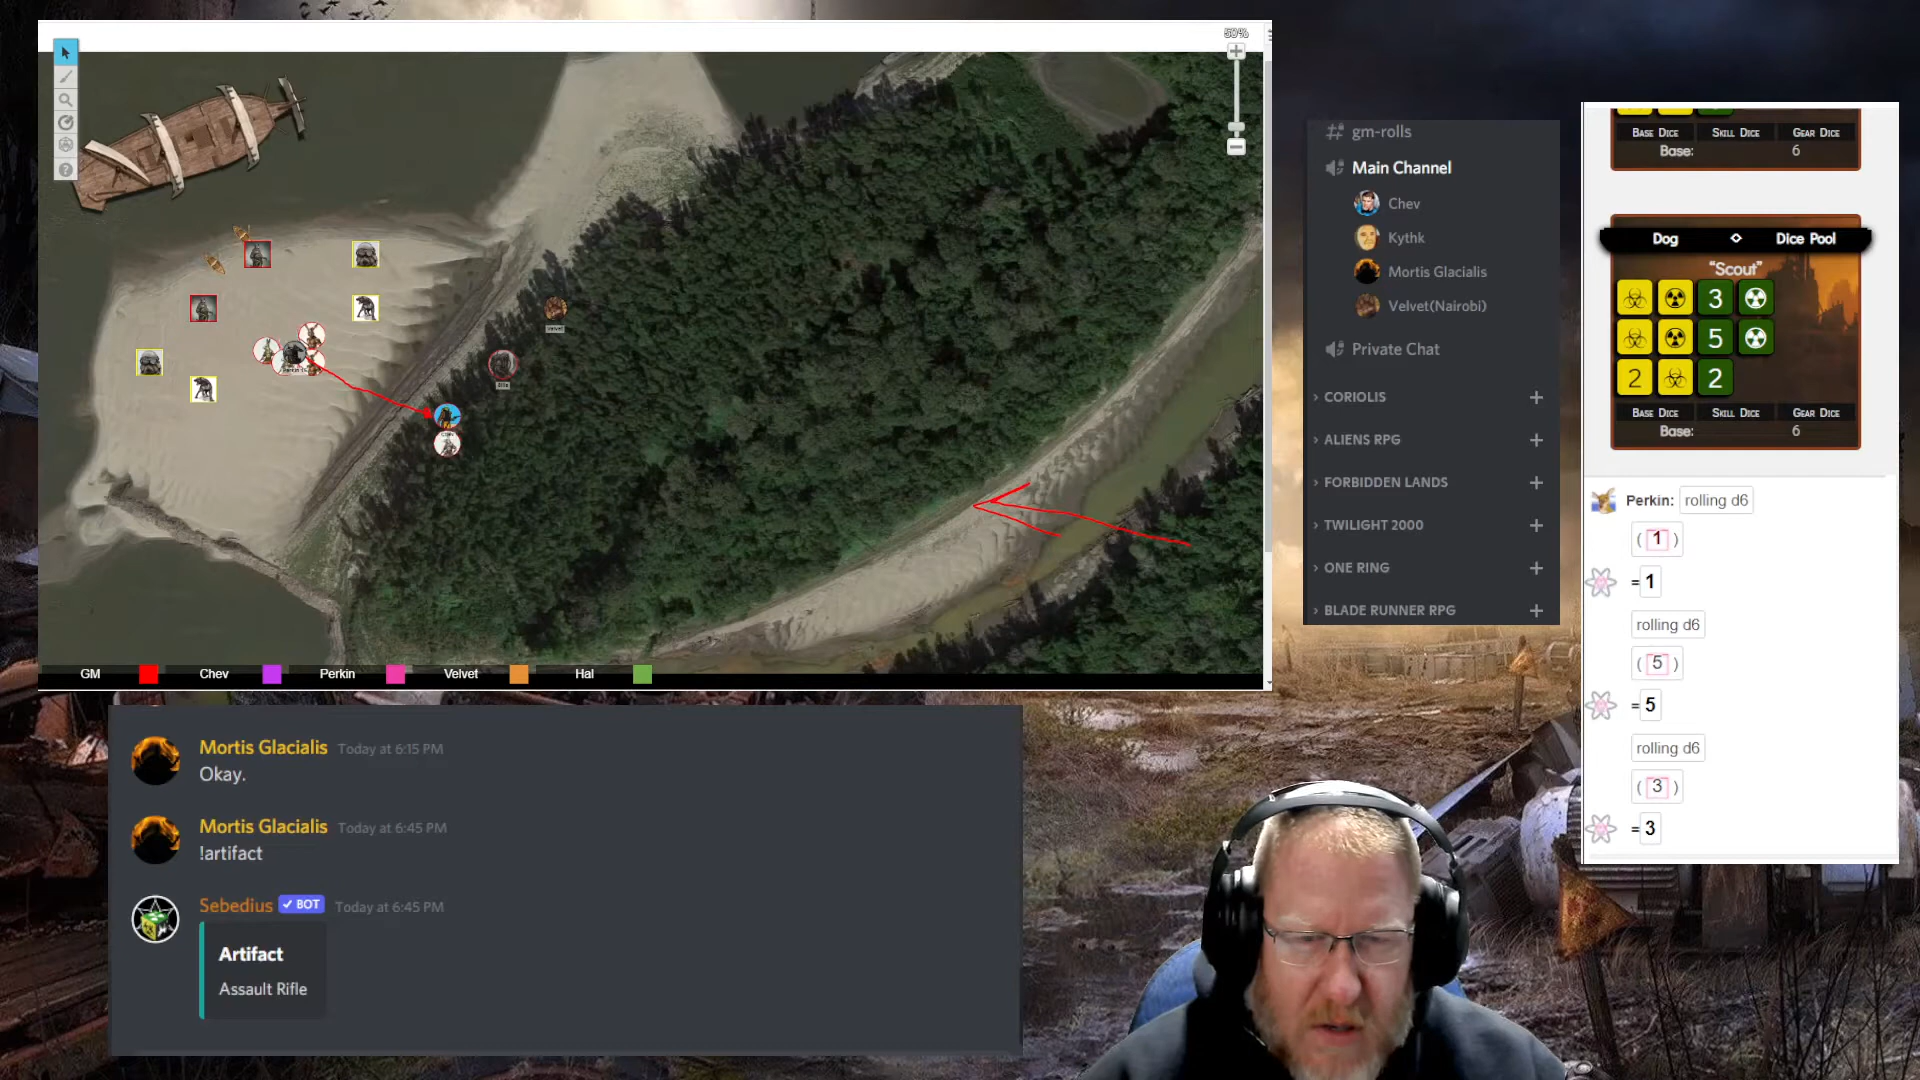 50%
GM
Chev
Perkin
Velvet
Hal
Mortis Glacialis Today at 6:15 PM
Okay.
Mortis Glacialis Today at 6:45 PM
!artifact
Sebedius ✓ BOT Today at 6:45 PM
Artifact
Assault Rifle
# gm-rolls
Main Channel
Chev
Kythk
Mortis Glacialis
Velvet(Nairobi)
Private Chat
CORIOLIS +
ALIENS RPG +
FORBIDDEN LANDS +
TWILIGHT 2000 +
ONE RING +
BLADE RUNNER RPG +
BASE DICE SKILL DICE GEAR DICE
Base: 6
Dog Dice Pool
"Scout"
3
5
2 2
BASE DICE SKILL DICE GEAR DICE
Base: 6
Perkin: rolling d6
( 1 )
=1
rolling d6
( 5 )
=5
rolling d6
( 3 )
=3